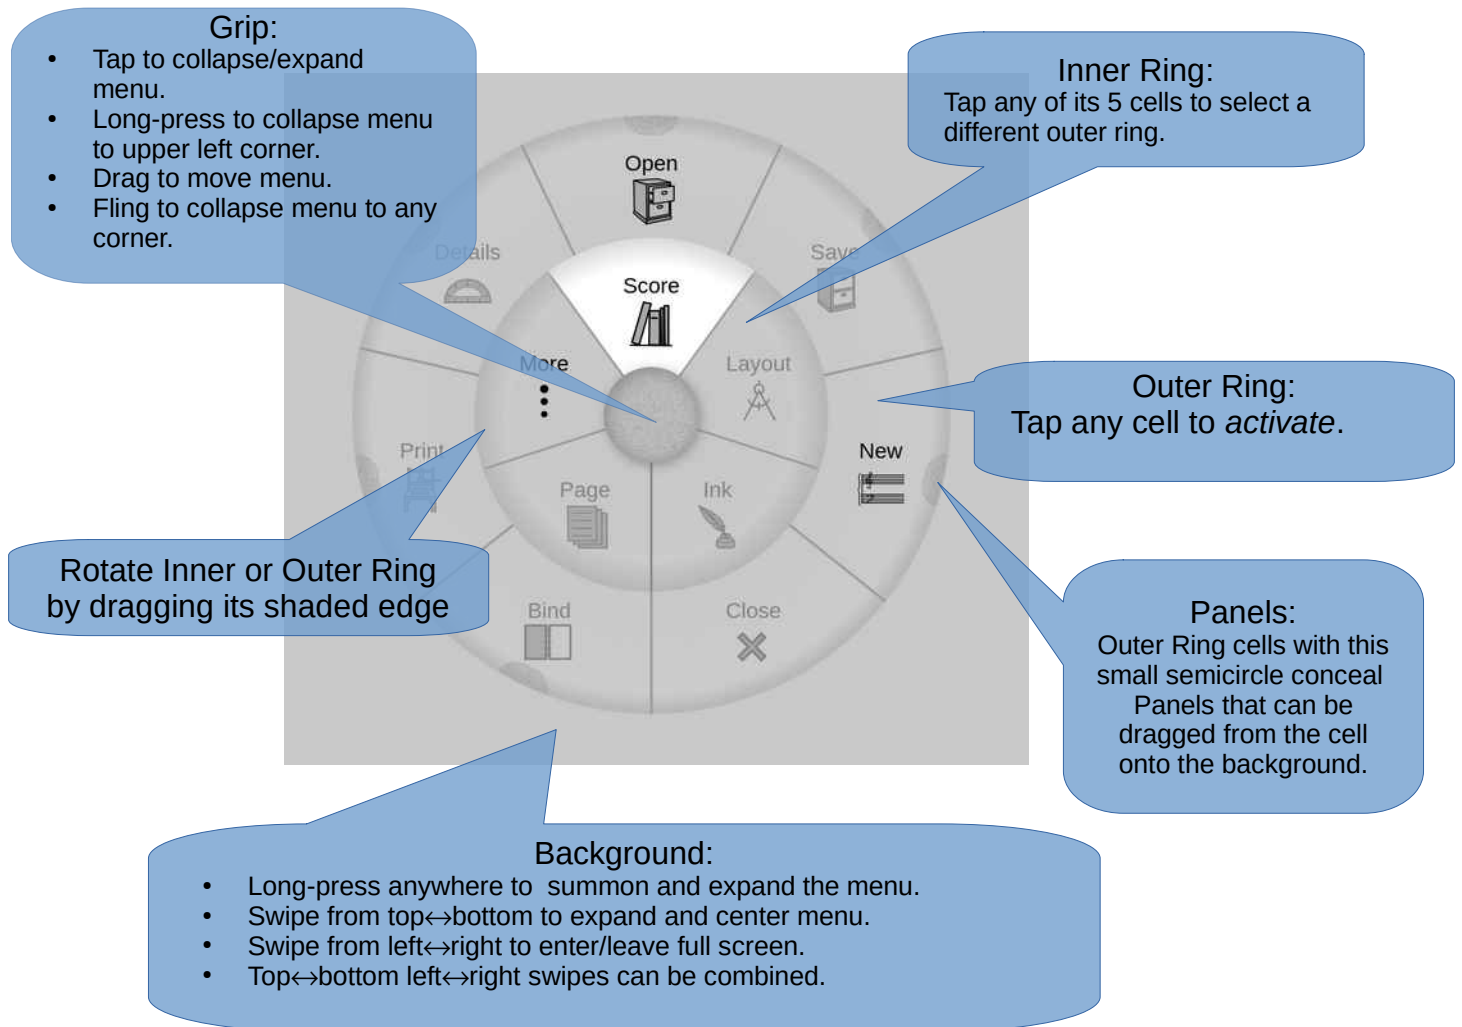 Grip:
• Tap to collapse/expand
menu.
• Long-press to collapse menu
to upper left corner.
• Drag to move menu.
• Fling to collapse menu to any
corner.
Inner Ring:
Tap any of its 5 cells to select a
different outer ring.
Open
Details
Save
Score
More
Layout
Outer Ring:
Tap any cell to activate.
Print
New
Page
Ink
Rotate Inner or Outer Ring
by dragging its shaded edge
Bind
Close
Panels:
Outer Ring cells with this
small semicircle conceal
Panels that can be
dragged from the cell
onto the background.
Background:
• Long-press anywhere to  summon and expand the menu.
• Swipe from top↔bottom to expand and center menu.
• Swipe from left↔right to enter/leave full screen.
• Top↔bottom left↔right swipes can be combined.